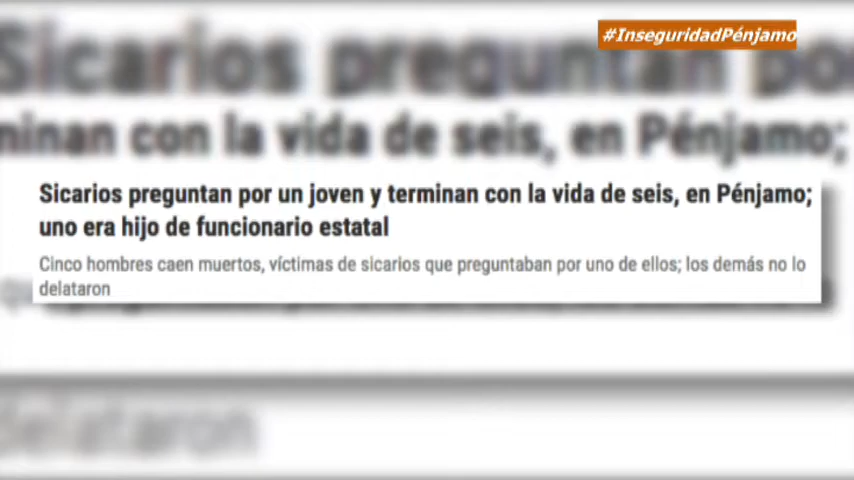 #InseguridadPénjamo
Sicarios preguntan por
ninan con la vida de seis, en Pénjamo;
Sicarios preguntan por un joven y terminan con la vida de seis, en Pénjamo;
uno era hijo de funcionario estatal
Cinco hombres caen muertos, víctimas de sicarios que preguntaban por uno de ellos; los demás no lo
delataron
delataron